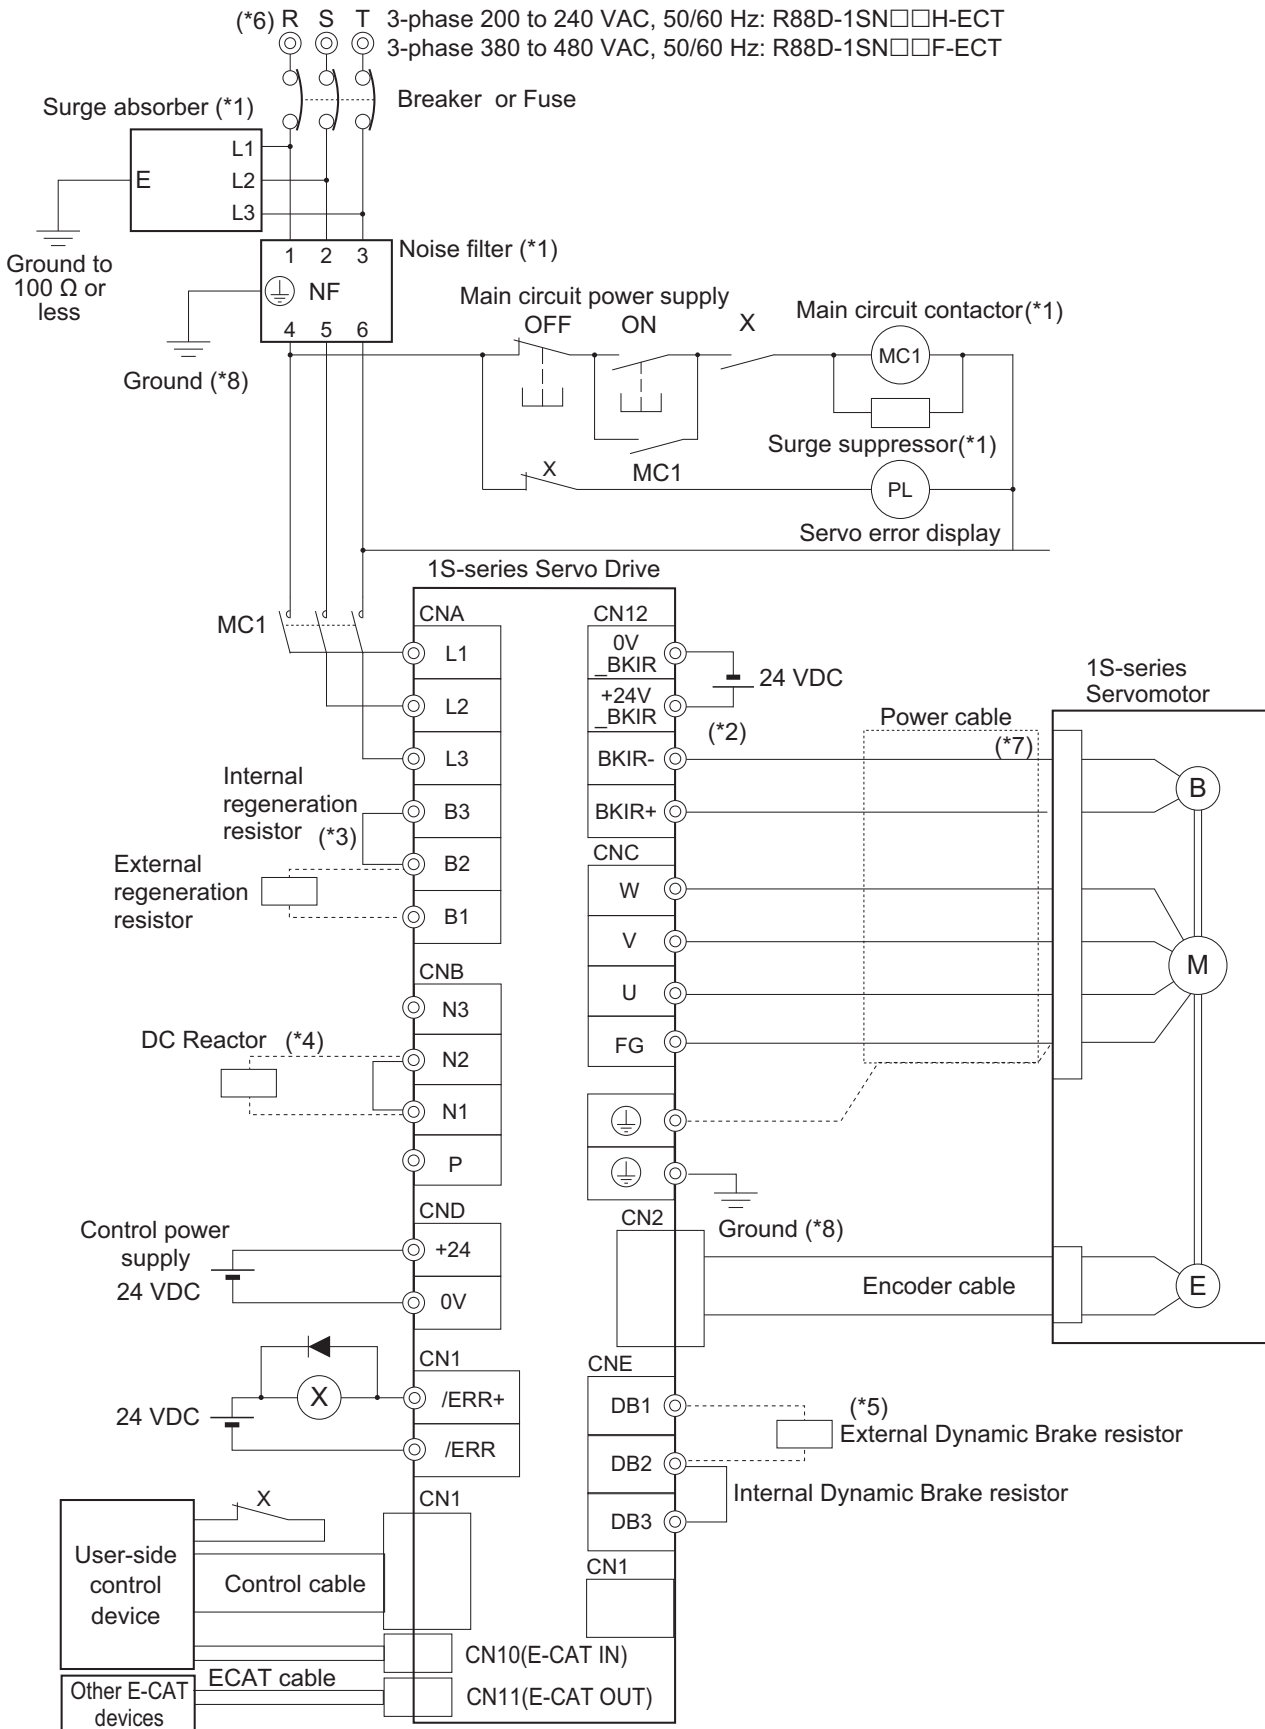 (*6) R S T 3-phase 200 to 240 VAC, 50/60 Hz: R88D-1SN□□H-ECT
3-phase 380 to 480 VAC, 50/60 Hz: R88D-1SN□□F-ECT
Breaker or Fuse
Surge absorber (*1)
L1
E L2
L3
Ground to
100 Ω or
less
1 2 3
Noise filter (*1)
NF
4 5 6
Ground (*8)
Main circuit power supply
OFF ON X
Main circuit contactor(*1)
MC1
Surge suppressor(*1)
MC1
X
PL
Servo error display
1S-series Servo Drive
MC1
CNA
L1
L2
L3
B3
B2
B1
Internal
regeneration
resistor (*3)
External
regeneration
resistor
CNB
N3
N2
N1
P
DC Reactor (*4)
CND
+24
0V
Control power
supply
24 VDC
CN1
/ERR+
/ERR
X
24 VDC
CN1
X
User-side
control
device
Control cable
CN10(E-CAT IN)
ECAT cable
CN11(E-CAT OUT)
Other E-CAT
devices
CN12
0V
_BKIR
+24V
_BKIR
BKIR-
BKIR+
24 VDC
(*2)
CNC
W
V
U
FG
Power cable
(*7)
1S-series
Servomotor
B
M
E
Ground (*8)
CN2
Encoder cable
CNE
DB1
DB2
DB3
(*5)
External Dynamic Brake resistor
Internal Dynamic Brake resistor
CN1